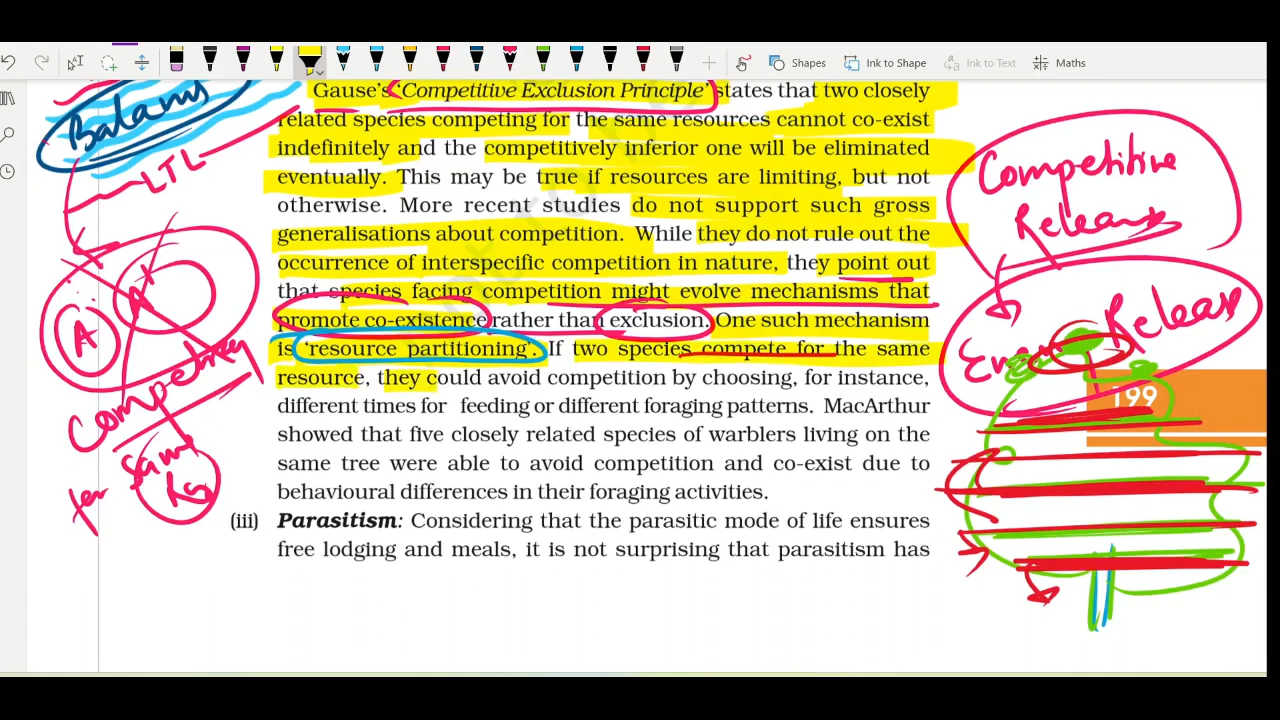 Shapes
Ink to Shape
Ink to Text
Maths
Gause's 'Competitive Exclusion Principle' states that two closely
related species competing for the same resources cannot co-exist
indefinitely and the competitively inferior one will be eliminated
eventually. This may be true if resources are limiting, but not
otherwise. More recent studies do not support such gross
generalisations about competition. While they do not rule out the
occurrence of interspecific competition in nature, they point out
that species facing competition might evolve mechanisms that
promote co-existence rather than exclusion. One such mechanism
is 'resource partitioning'. If two species compete for the same
resource, they could avoid competition by choosing, for instance,
different times for feeding or different foraging patterns. MacArthur
showed that five closely related species of warblers living on the
same tree were able to avoid competition and co-exist due to
behavioural differences in their foraging activities.
(iii) Parasitism: Considering that the parasitic mode of life ensures
free lodging and meals, it is not surprising that parasitism has
LTL
A
for
Competitive
Release
199